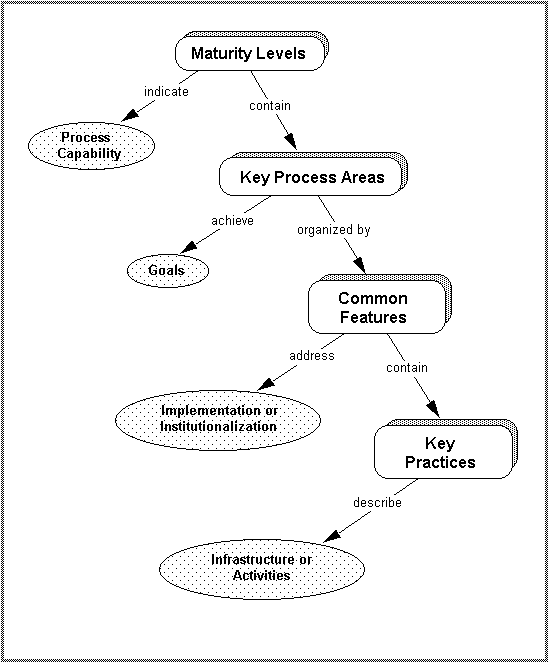 Maturity Levels
indicate
contain
Process
Capability
Key Process Areas
achieve
organized by
Goals
Common
Features
address
contain
Implementation or
Institutionalization
Key
Practices
describe
Infrastructure or
Activities